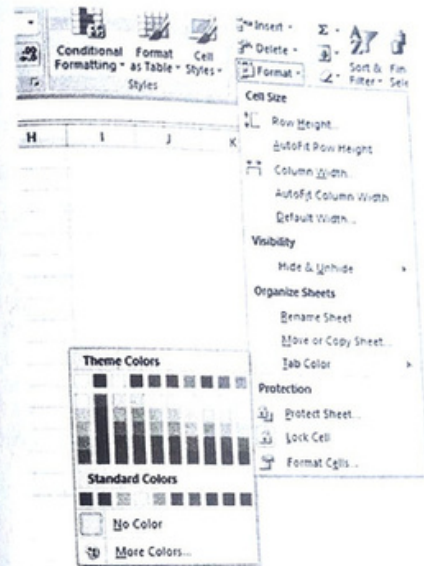 Insert
Delete
Format
Conditional Formatting
Format as Table
Cell Styles
Sort & Filter
Styles
H I J K
Cell Size
Row Height...
AutoFit Row Height
Column Width...
AutoFit Column Width
Default Width...
Visibility
Hide & Unhide
Organize Sheets
Rename Sheet
Move or Copy Sheet...
Tab Color
Protection
Protect Sheet...
Lock Cell
Format Cells...
Theme Colors
Standard Colors
No Color
More Colors...